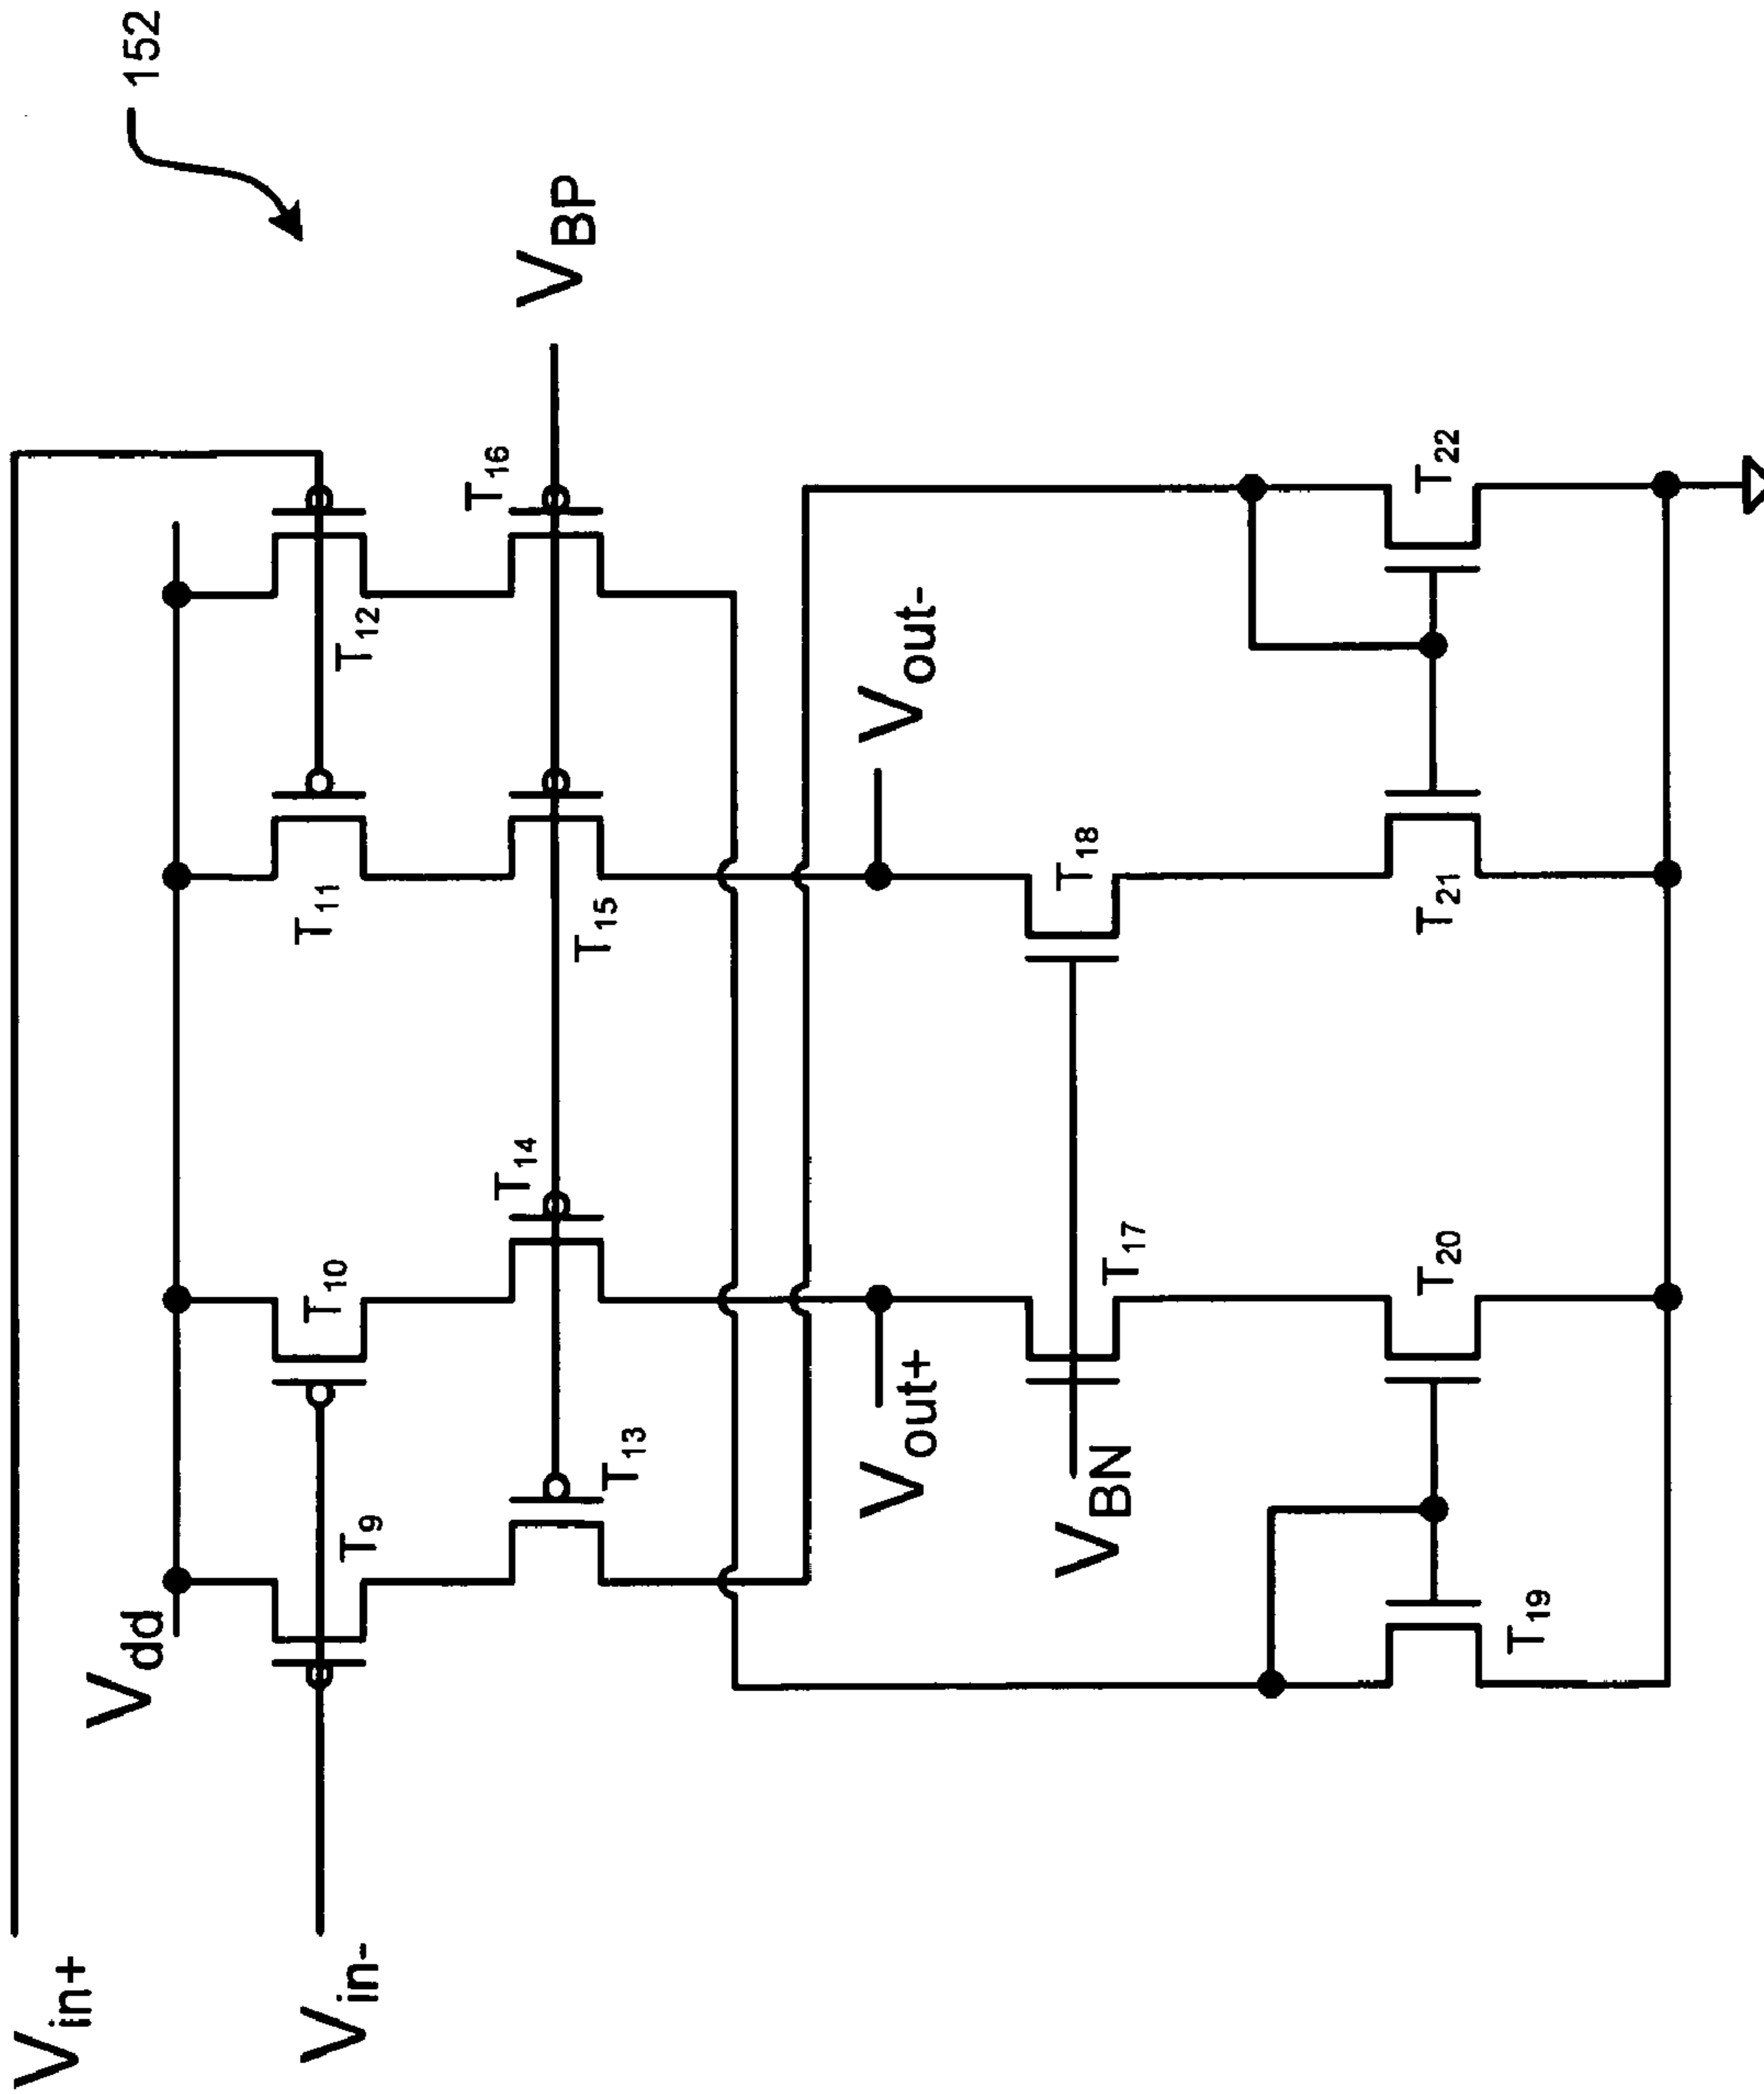 152
V_in+
V_dd
V_in-
T_9
T_10
T_11
T_12
T_13
T_14
T_15
T_16
V_BP
V_out+
V_out-
V_BN
T_17
T_18
T_19
T_20
T_21
T_22